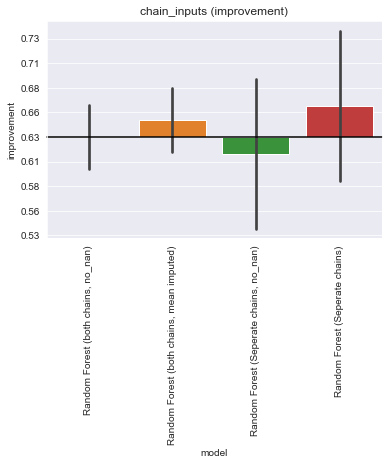 chain_inputs (improvement)
0.73
0.71
0.68
0.66
0.63
0.61
0.58
0.56
0.53
improvement
Random Forest (both chains, no_nan)
Random Forest (both chains, mean imputed)
Random Forest (Seperate chains, no_nan)
Random Forest (Seperate chains)
model